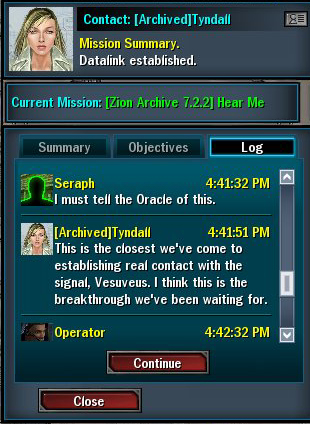 Contact: [Archived]Tyndall
Mission Summary.
Datalink established.
Current Mission: [Zion Archive 7.2.2] Hear Me
Summary
Objectives
Log
Seraph 4:41:32 PM
I must tell the Oracle of this.
[Archived]Tyndall 4:41:51 PM
This is the closest we've come to
establishing real contact with the
signal, Vesuveus. I think this is the
breakthrough we've been waiting for.
Operator 4:42:32 PM
Continue
Close